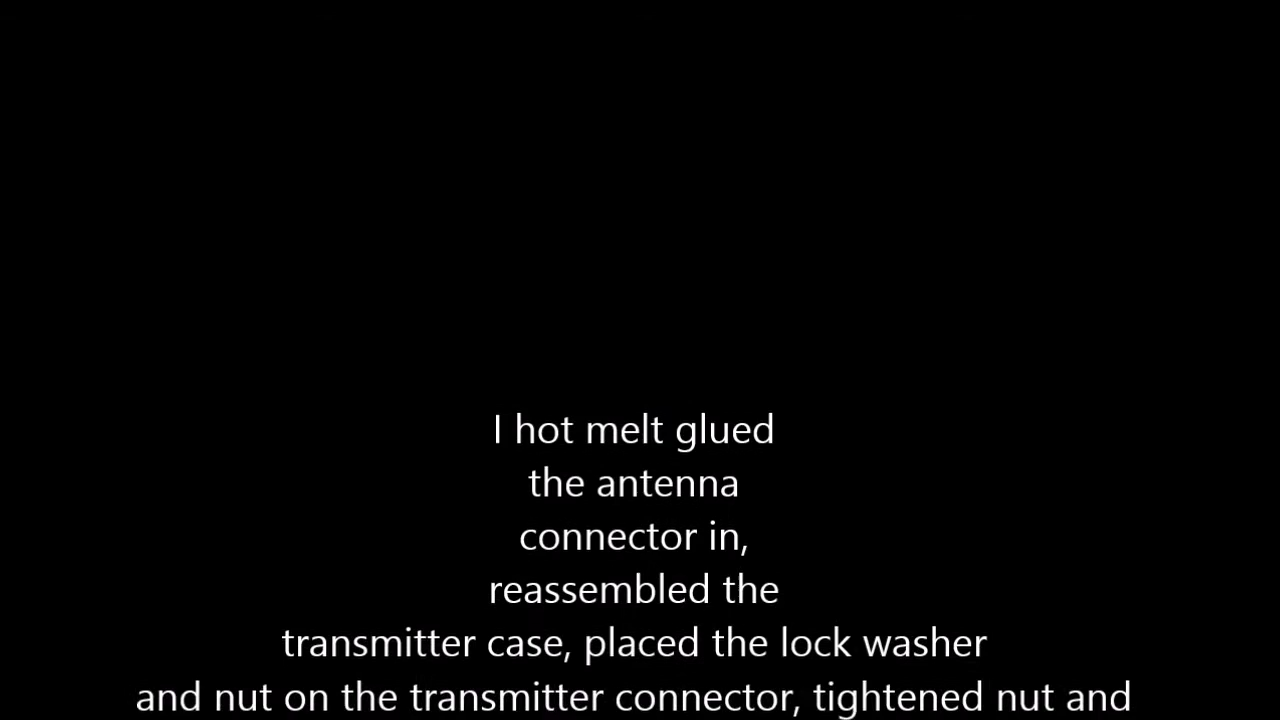 I hot melt glued
the antenna
connector in,
reassembled the
transmitter case, placed the lock washer
and nut on the transmitter connector, tightened nut and